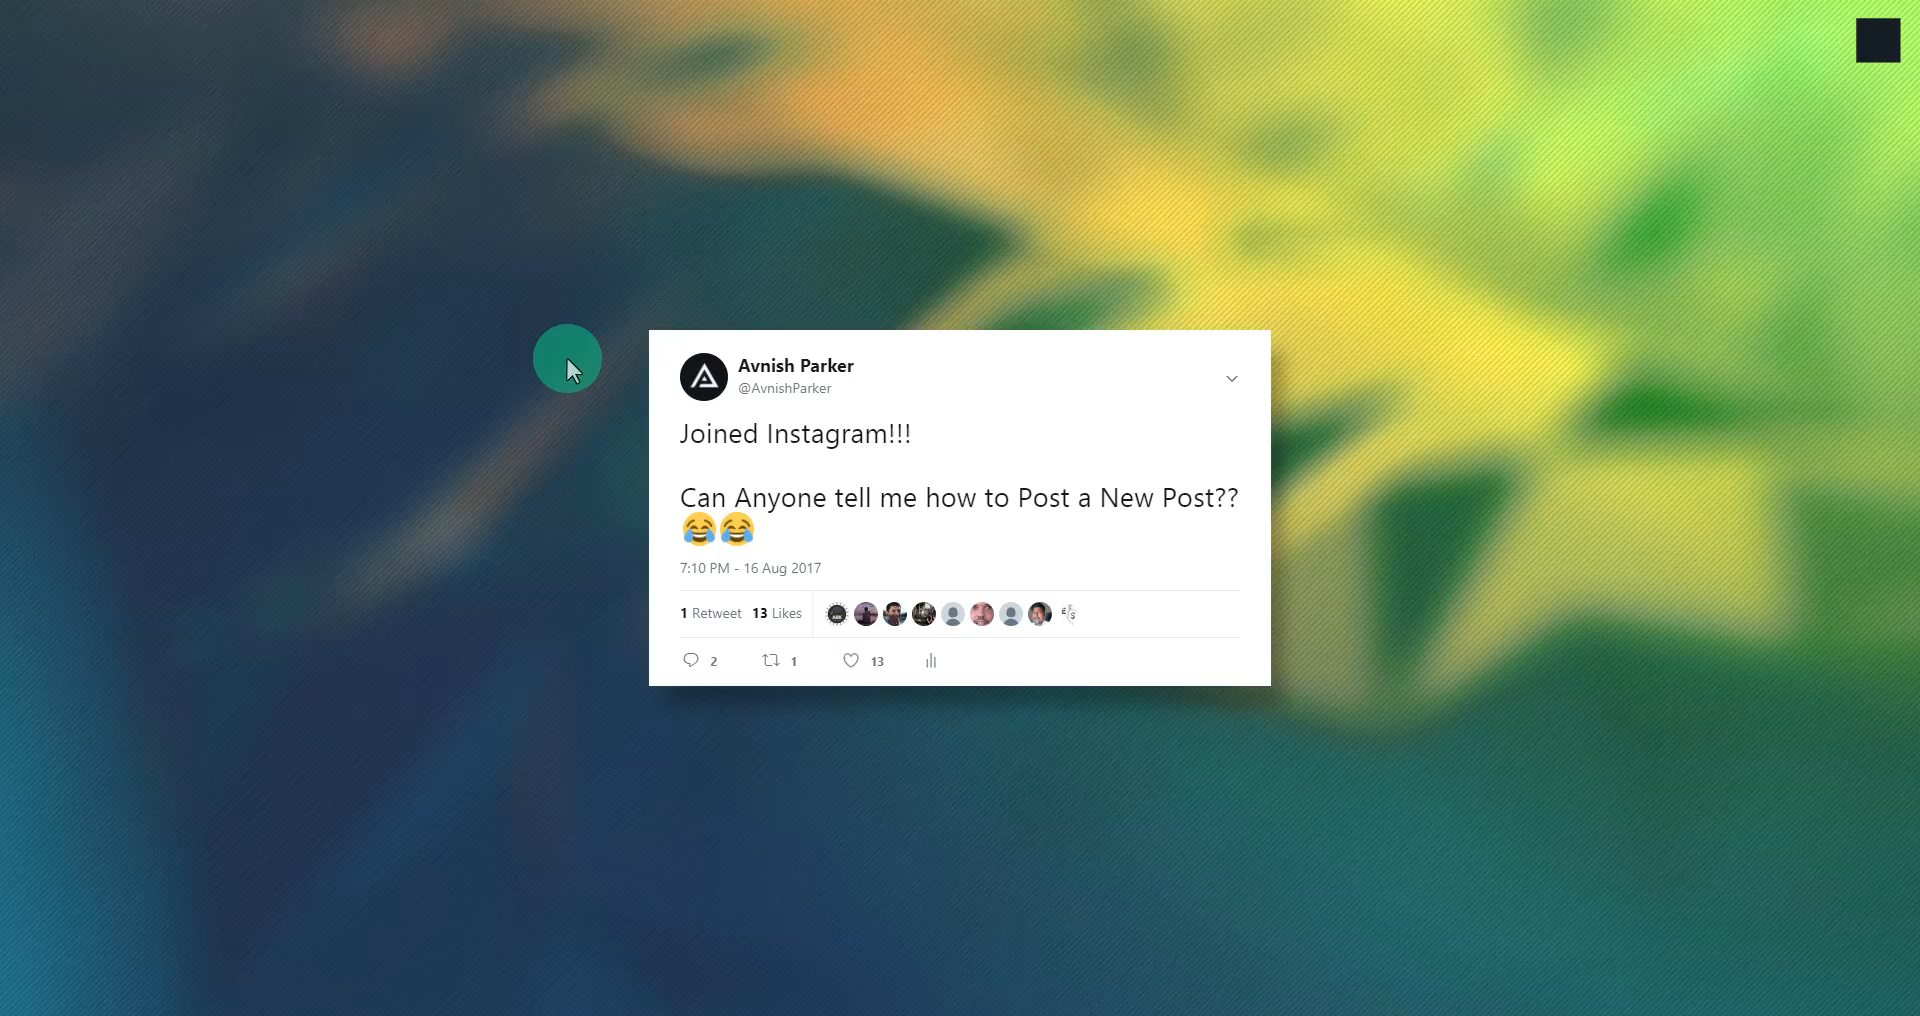 Avnish Parker
@AvnishParker
Joined Instagram!!!
Can Anyone tell me how to Post a New Post??
😂😂
7:10 PM - 16 Aug 2017
1 Retweet 13 Likes
2 1 13